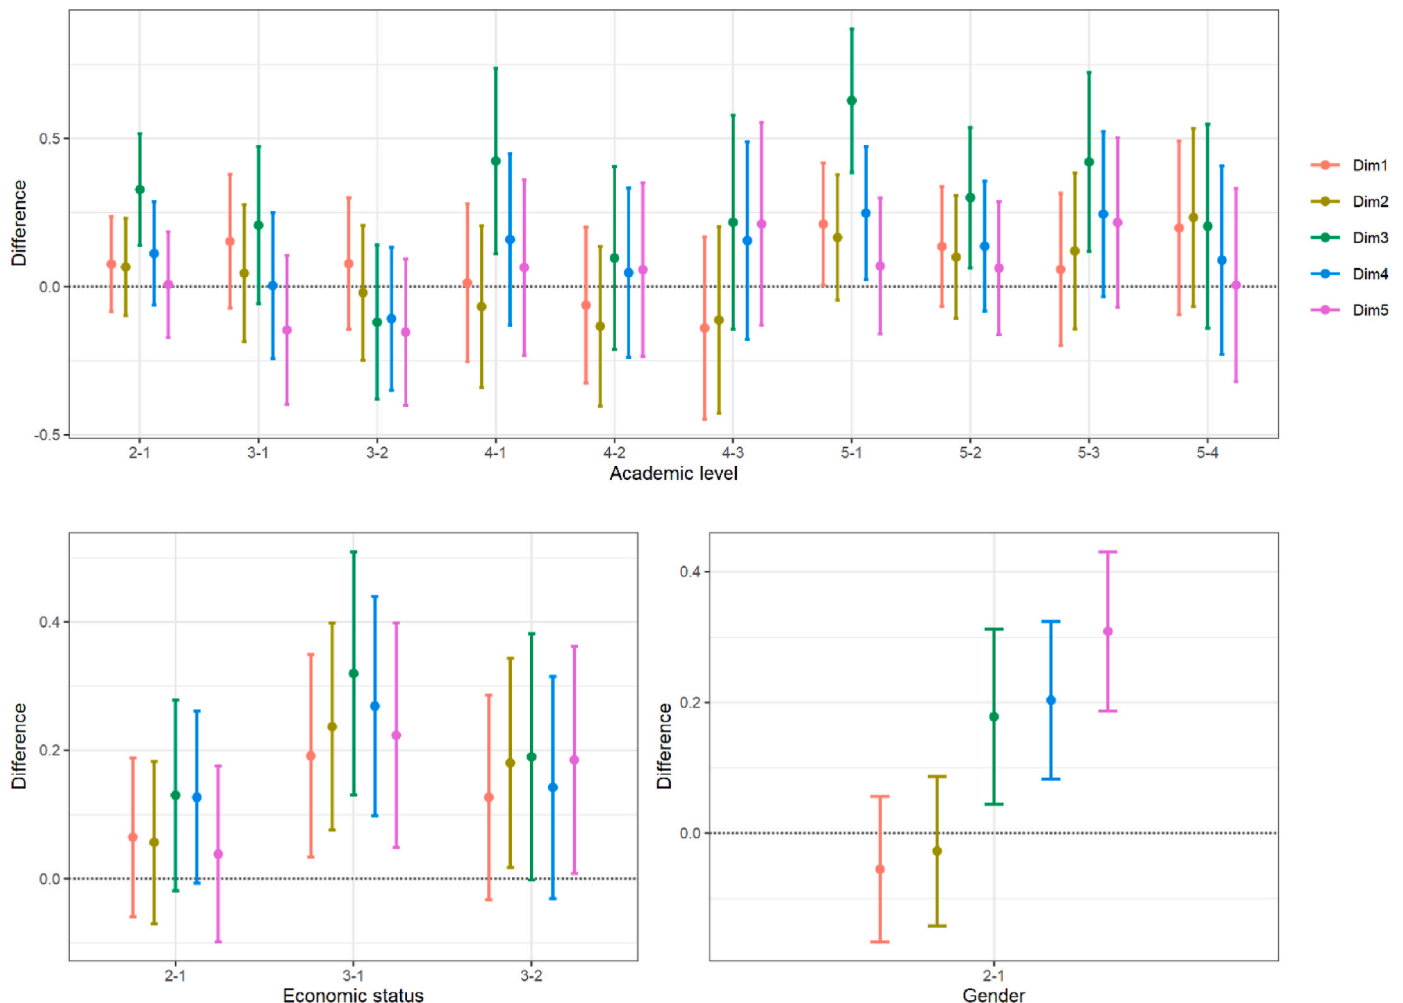 Difference
0.5
0.0
-0.5
2-1 3-1 3-2 4-1 4-2 4-3 5-1 5-2 5-3 5-4
Academic level
Dim1
Dim2
Dim3
Dim4
Dim5
Difference
0.4
0.2
0.0
2-1 3-1 3-2
Economic status
Difference
0.4
0.2
0.0
2-1
Gender